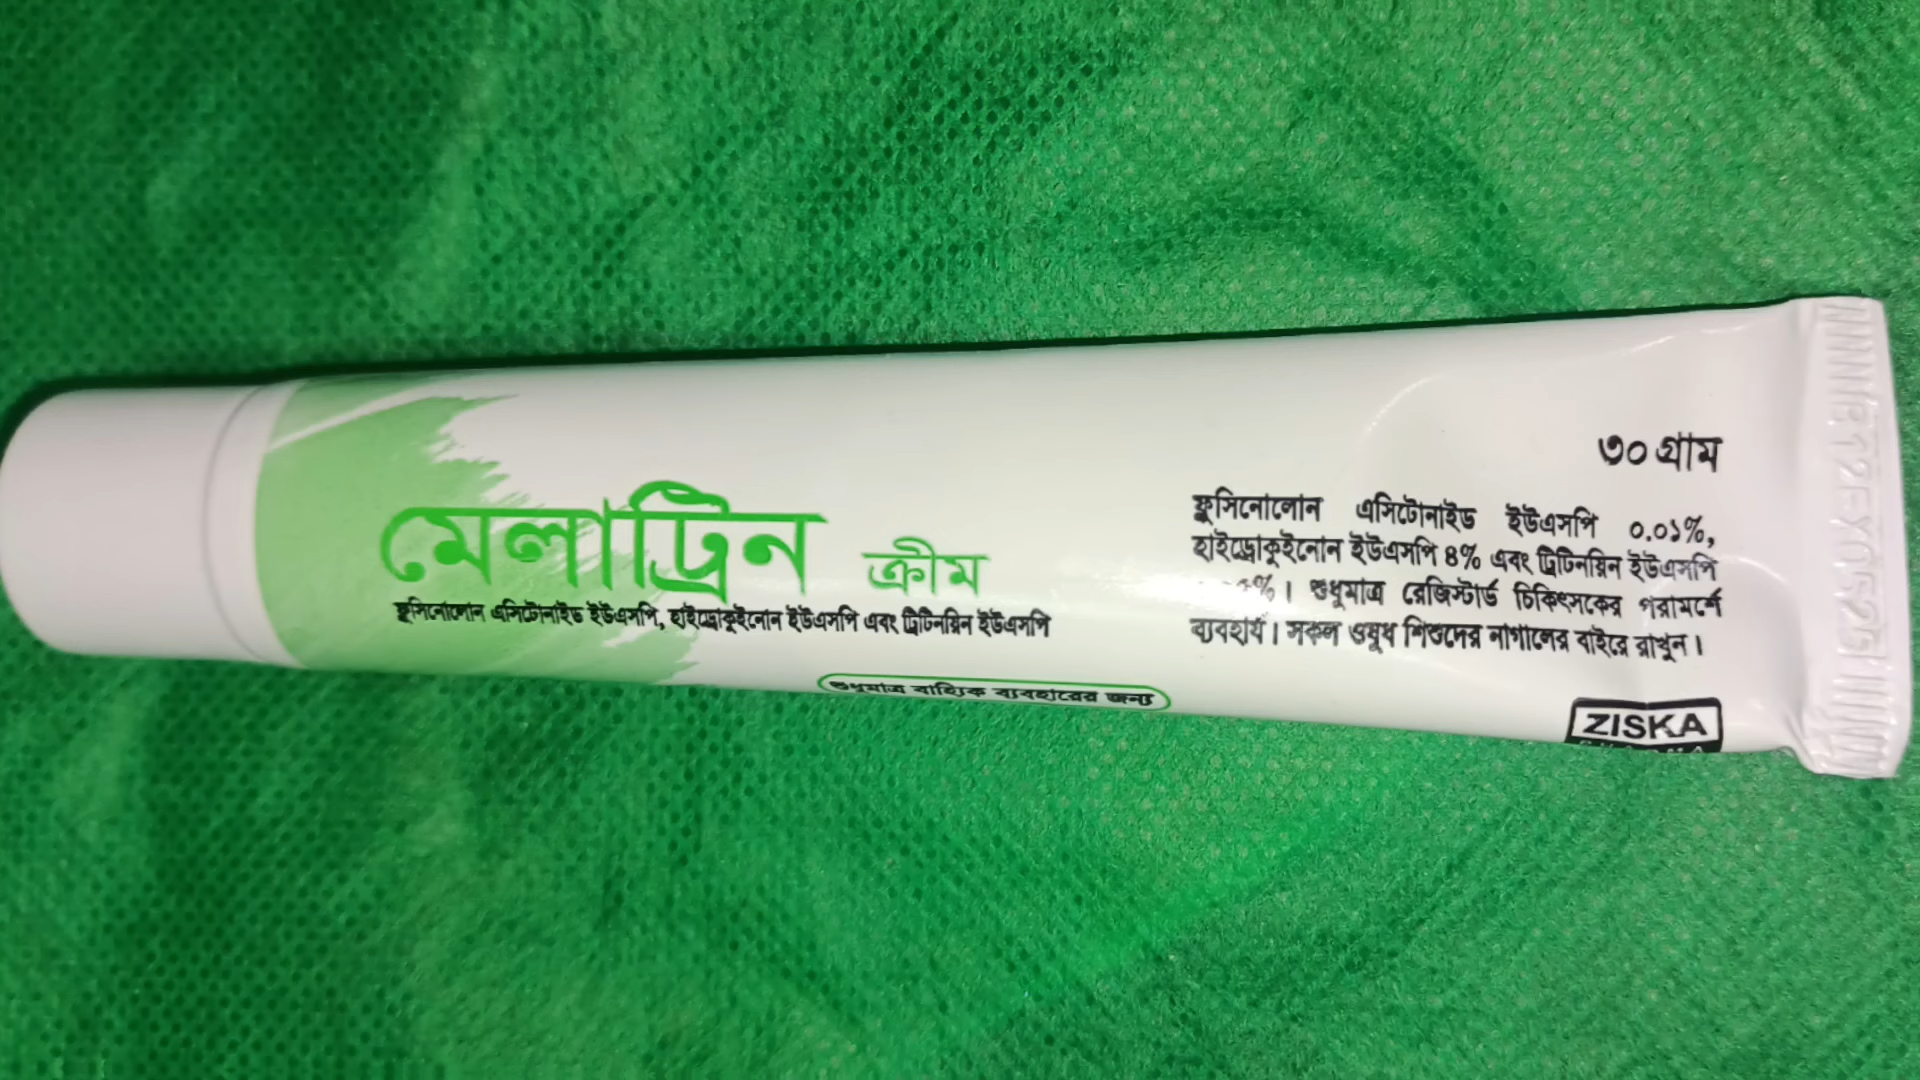 মেলাট্রিন ক্রীম
ফ্লুসিনোলোন এসিটোনাইড ইউএসপি, হাইড্রোকুইনোন ইউএসপি এবং ট্রিটিনয়িন ইউএসপি
শুধুমাত্র বাহ্যিক ব্যবহারের জন্য
৩০ গ্রাম
ফ্লুসিনোলোন এসিটোনাইড ইউএসপি ০.০১%,
হাইড্রোকুইনোন ইউএসপি ৪% এবং ট্রিটিনয়িন ইউএসপি
শুধুমাত্র রেজিস্টার্ড চিকিৎসকের পরামর্শে
ব্যবহার্য। সকল ওষুধ শিশুদের নাগালের বাইরে রাখুন।
ZISKA